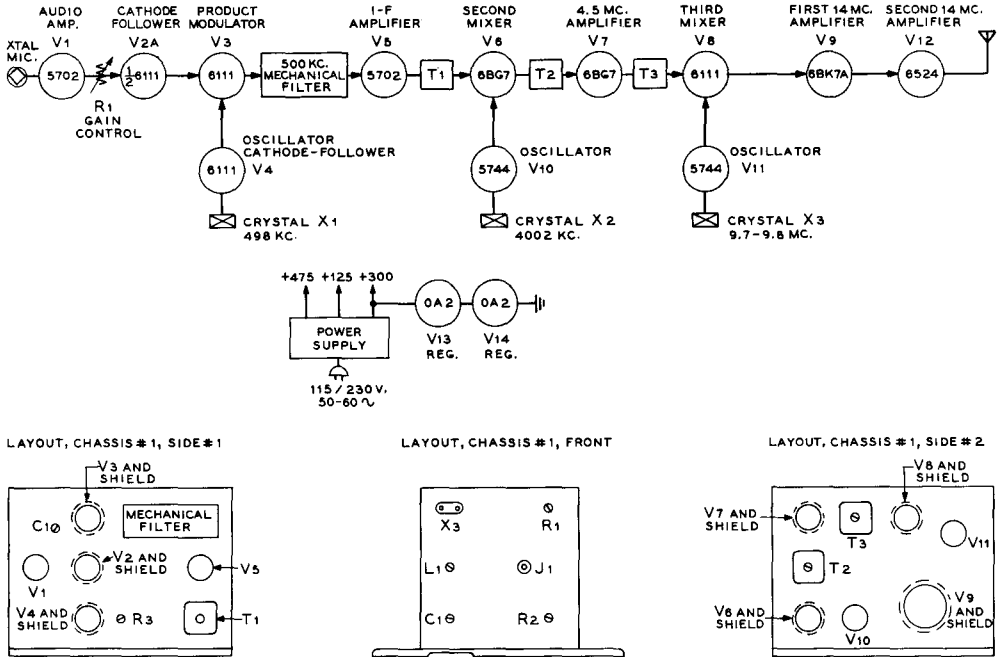 AUDIO AMP. V1
CATHODE FOLLOWER V2A
PRODUCT MODULATOR V3
I-F AMPLIFIER V5
SECOND MIXER V6
4.5 MC. AMPLIFIER V7
THIRD MIXER V8
FIRST 14 MC. AMPLIFIER V9
SECOND 14 MC. AMPLIFIER V12
XTAL MIC.
5702
½ 6111
6111
500 KC. MECHANICAL FILTER
5702
T1
6BG7
T2
6BG7
T3
6111
6BK7A
6524
R1 GAIN CONTROL
OSCILLATOR CATHODE-FOLLOWER V4
6111
CRYSTAL X1
498 KC.
OSCILLATOR V10
5744
CRYSTAL X2
4002 KC.
OSCILLATOR V11
5744
CRYSTAL X3
9.7-9.8 MC.
+475 +125 +300
POWER SUPPLY
0A2
0A2
V13 REG.
V14 REG.
115/230V.
50-60 ~
LAYOUT, CHASSIS #1, SIDE #1
V3 AND SHIELD
C1
MECHANICAL FILTER
V2 AND SHIELD
V1
V5
V4 AND SHIELD
R3
T1
LAYOUT, CHASSIS #1, FRONT
X3
R1
L1
J1
C1
R2
LAYOUT, CHASSIS #1, SIDE #2
V8 AND SHIELD
V7 AND SHIELD
T3
V11
T2
V6 AND SHIELD
V10
V9 AND SHIELD